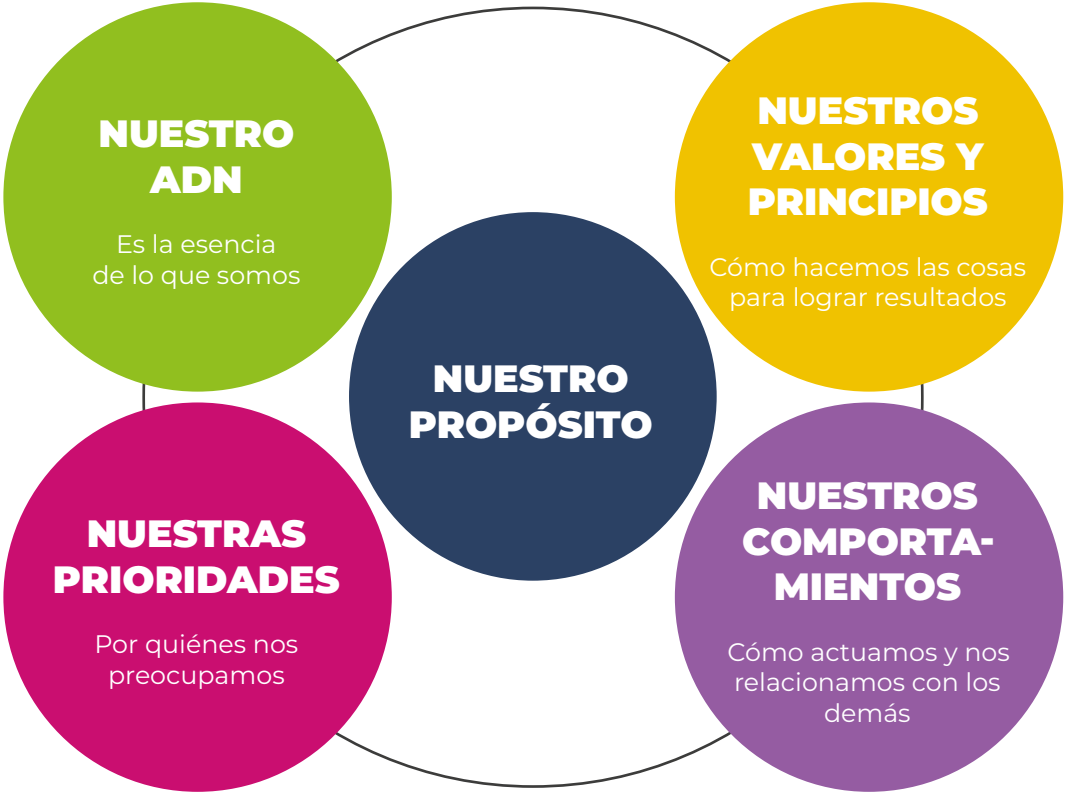 NUESTRO
ADN
Es la esencia
de lo que somos
NUESTROS
VALORES Y
PRINCIPIOS
Cómo hacemos las cosas
para lograr resultados
NUESTRO
PROPÓSITO
NUESTRAS
PRIORIDADES
Por quiénes nos
preocupamos
NUESTROS
COMPORTA-
MIENTOS
Cómo actuamos y nos
relacionamos con los
demás